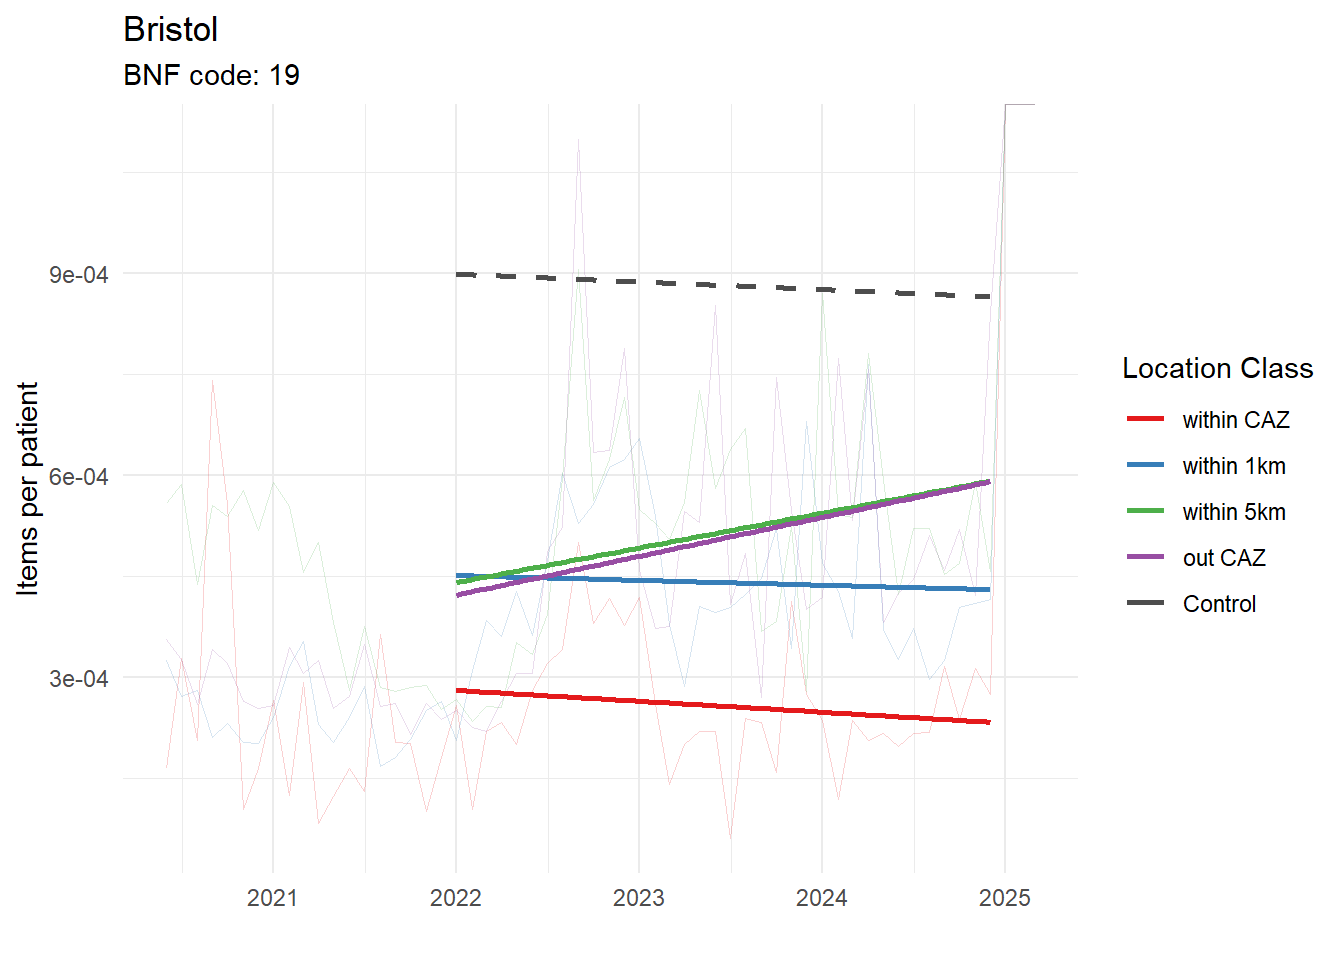 Bristol
BNF code: 19
Items per patient
9e-04
6e-04
3e-04
2021
2022
2023
2024
2025
Location Class
within CAZ
within 1km
within 5km
out CAZ
Control